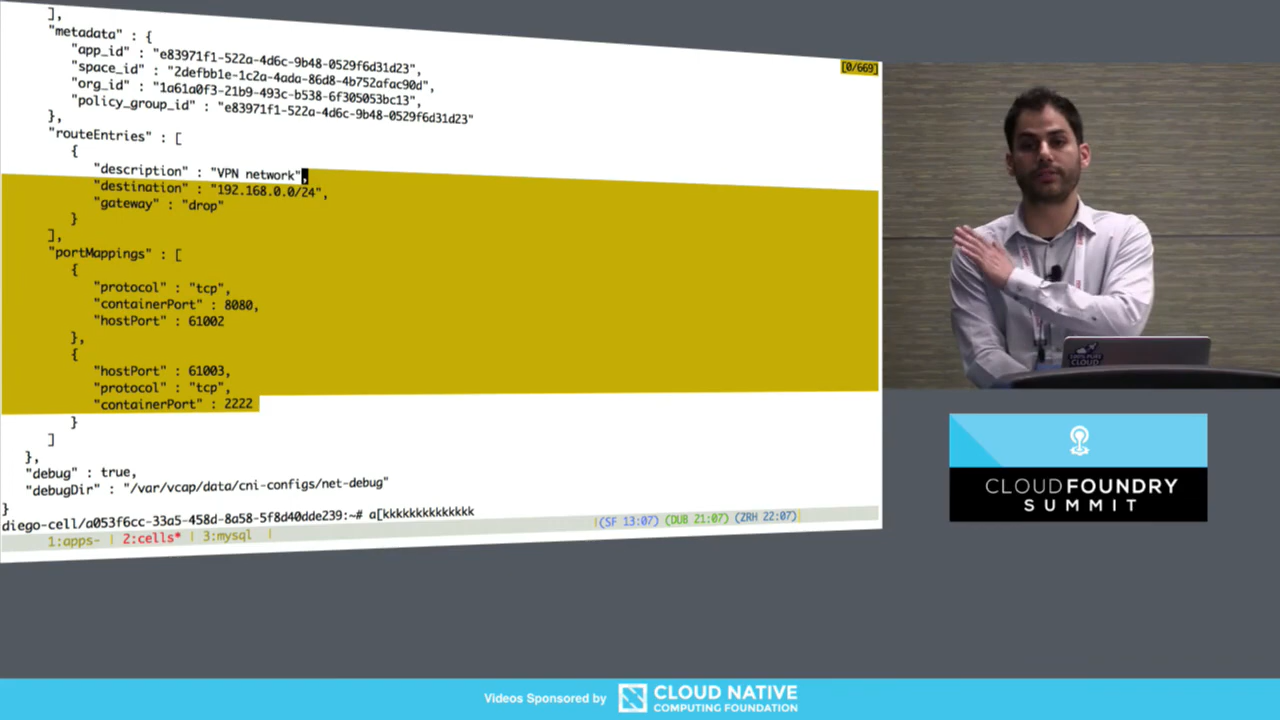 ],
"metadata" : {
"app_id" : "e83971f1-522a-4d6c-9b48-0529f6d31d23",
"space_id" : "2defbb1e-1c2a-4ada-86d8-4b752afac90d",
"org_id" : "1a61a0f3-21b9-493c-b538-6f305053bc13",
"policy_group_id" : "e83971f1-522a-4d6c-9b48-0529f6d31d23"
},
"routeEntries" : [
{
"description" : "VPN network",
"destination" : "192.168.0.0/24",
"gateway" : "drop"
}
],
"portMappings" : [
{
"protocol" : "tcp",
"containerPort" : 8080,
"hostPort" : 61002
},
{
"hostPort" : 61003,
"protocol" : "tcp",
"containerPort" : 2222
}
]
},
"debug" : true,
"debugDir" : "/var/vcap/data/cni-configs/net-debug"
}
diego-cell/a053f6cc-33a5-458d-8a58-5f8d40dde239:~# a[kkkkkkkkkkkkkk
1:apps- | 2:cells* | 3:mysql |
|(SF 13:07) (DUB 21:07) (ZRH 22:07)|
[0/669]
CLOUD FOUNDRY
SUMMIT
Videos Sponsored by
CLOUD NATIVE
COMPUTING FOUNDATION